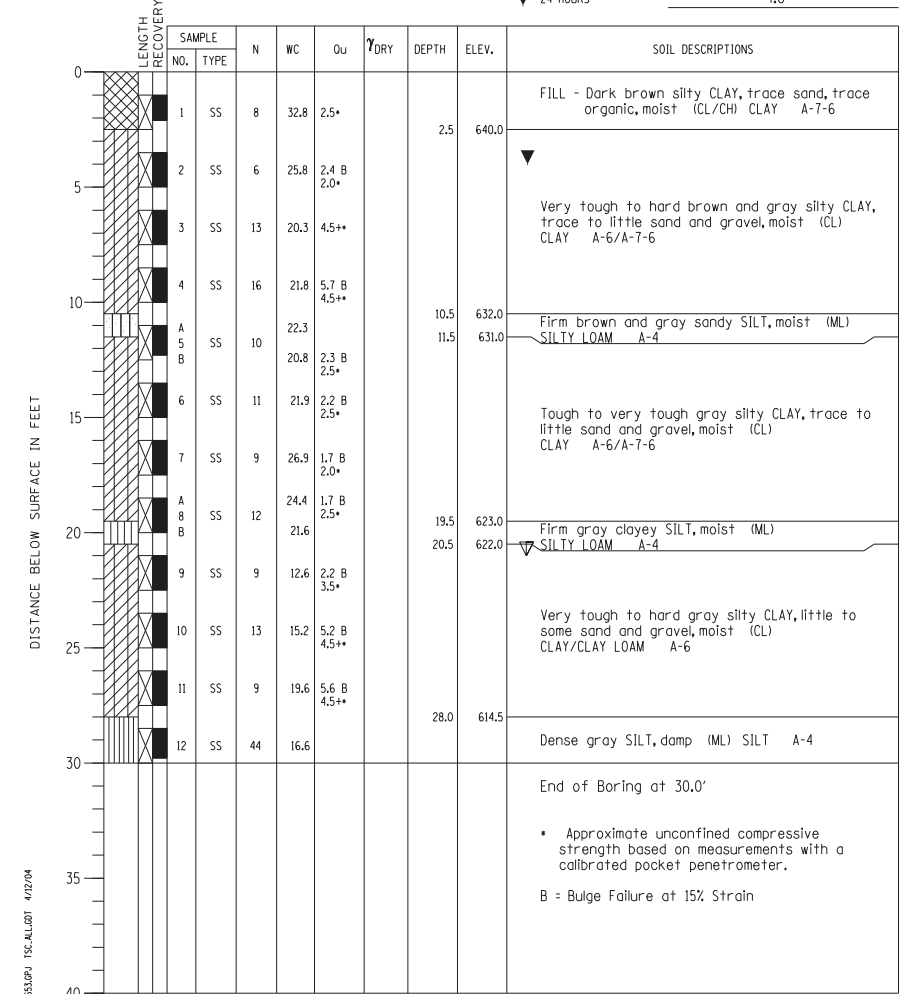 ▼ 24 HOURS
LENGTH
RECOVERY
SAMPLE
NO. TYPE N WC Qu γDRY DEPTH ELEV. SOIL DESCRIPTIONS
0
FILL - Dark brown silty CLAY, trace sand, trace
organic, moist (CL/CH) CLAY A-7-6
1 SS 8 32.8 2.5*
2.5 640.0
2 SS 6 25.8 2.4 B
2.0*
5
Very tough to hard brown and gray silty CLAY,
trace to little sand and gravel, moist (CL)
CLAY A-6/A-7-6
3 SS 13 20.3 4.5+*
4 SS 16 21.8 5.7 B
4.5+*
10
10.5 632.0
Firm brown and gray sandy SILT, moist (ML)
11.5 631.0 SILTY LOAM A-4
A 22.3
5 SS 10
B 20.8 2.3 B
2.5*
6 SS 11 21.9 2.2 B
2.5*
15
Tough to very tough gray silty CLAY, trace to
little sand and gravel, moist (CL)
CLAY A-6/A-7-6
7 SS 9 26.9 1.7 B
2.0*
A 24.4 1.7 B
8 SS 12 2.5*
B 21.6
19.5 623.0
Firm gray clayey SILT, moist (ML)
20
20.5 622.0 SILTY LOAM A-4
9 SS 9 12.6 2.2 B
3.5*
Very tough to hard gray silty CLAY, little to
some sand and gravel, moist (CL)
CLAY/CLAY LOAM A-6
10 SS 13 15.2 5.2 B
4.5+*
25
11 SS 9 19.6 5.6 B
4.5+*
28.0 614.5
12 SS 44 16.6
Dense gray SILT, damp (ML) SILT A-4
30
End of Boring at 30.0'
* Approximate unconfined compressive
strength based on measurements with a
calibrated pocket penetrometer.
35
B = Bulge Failure at 15% Strain
40
DISTANCE BELOW SURFACE IN FEET
TSC_ALL.GDT 4/12/04